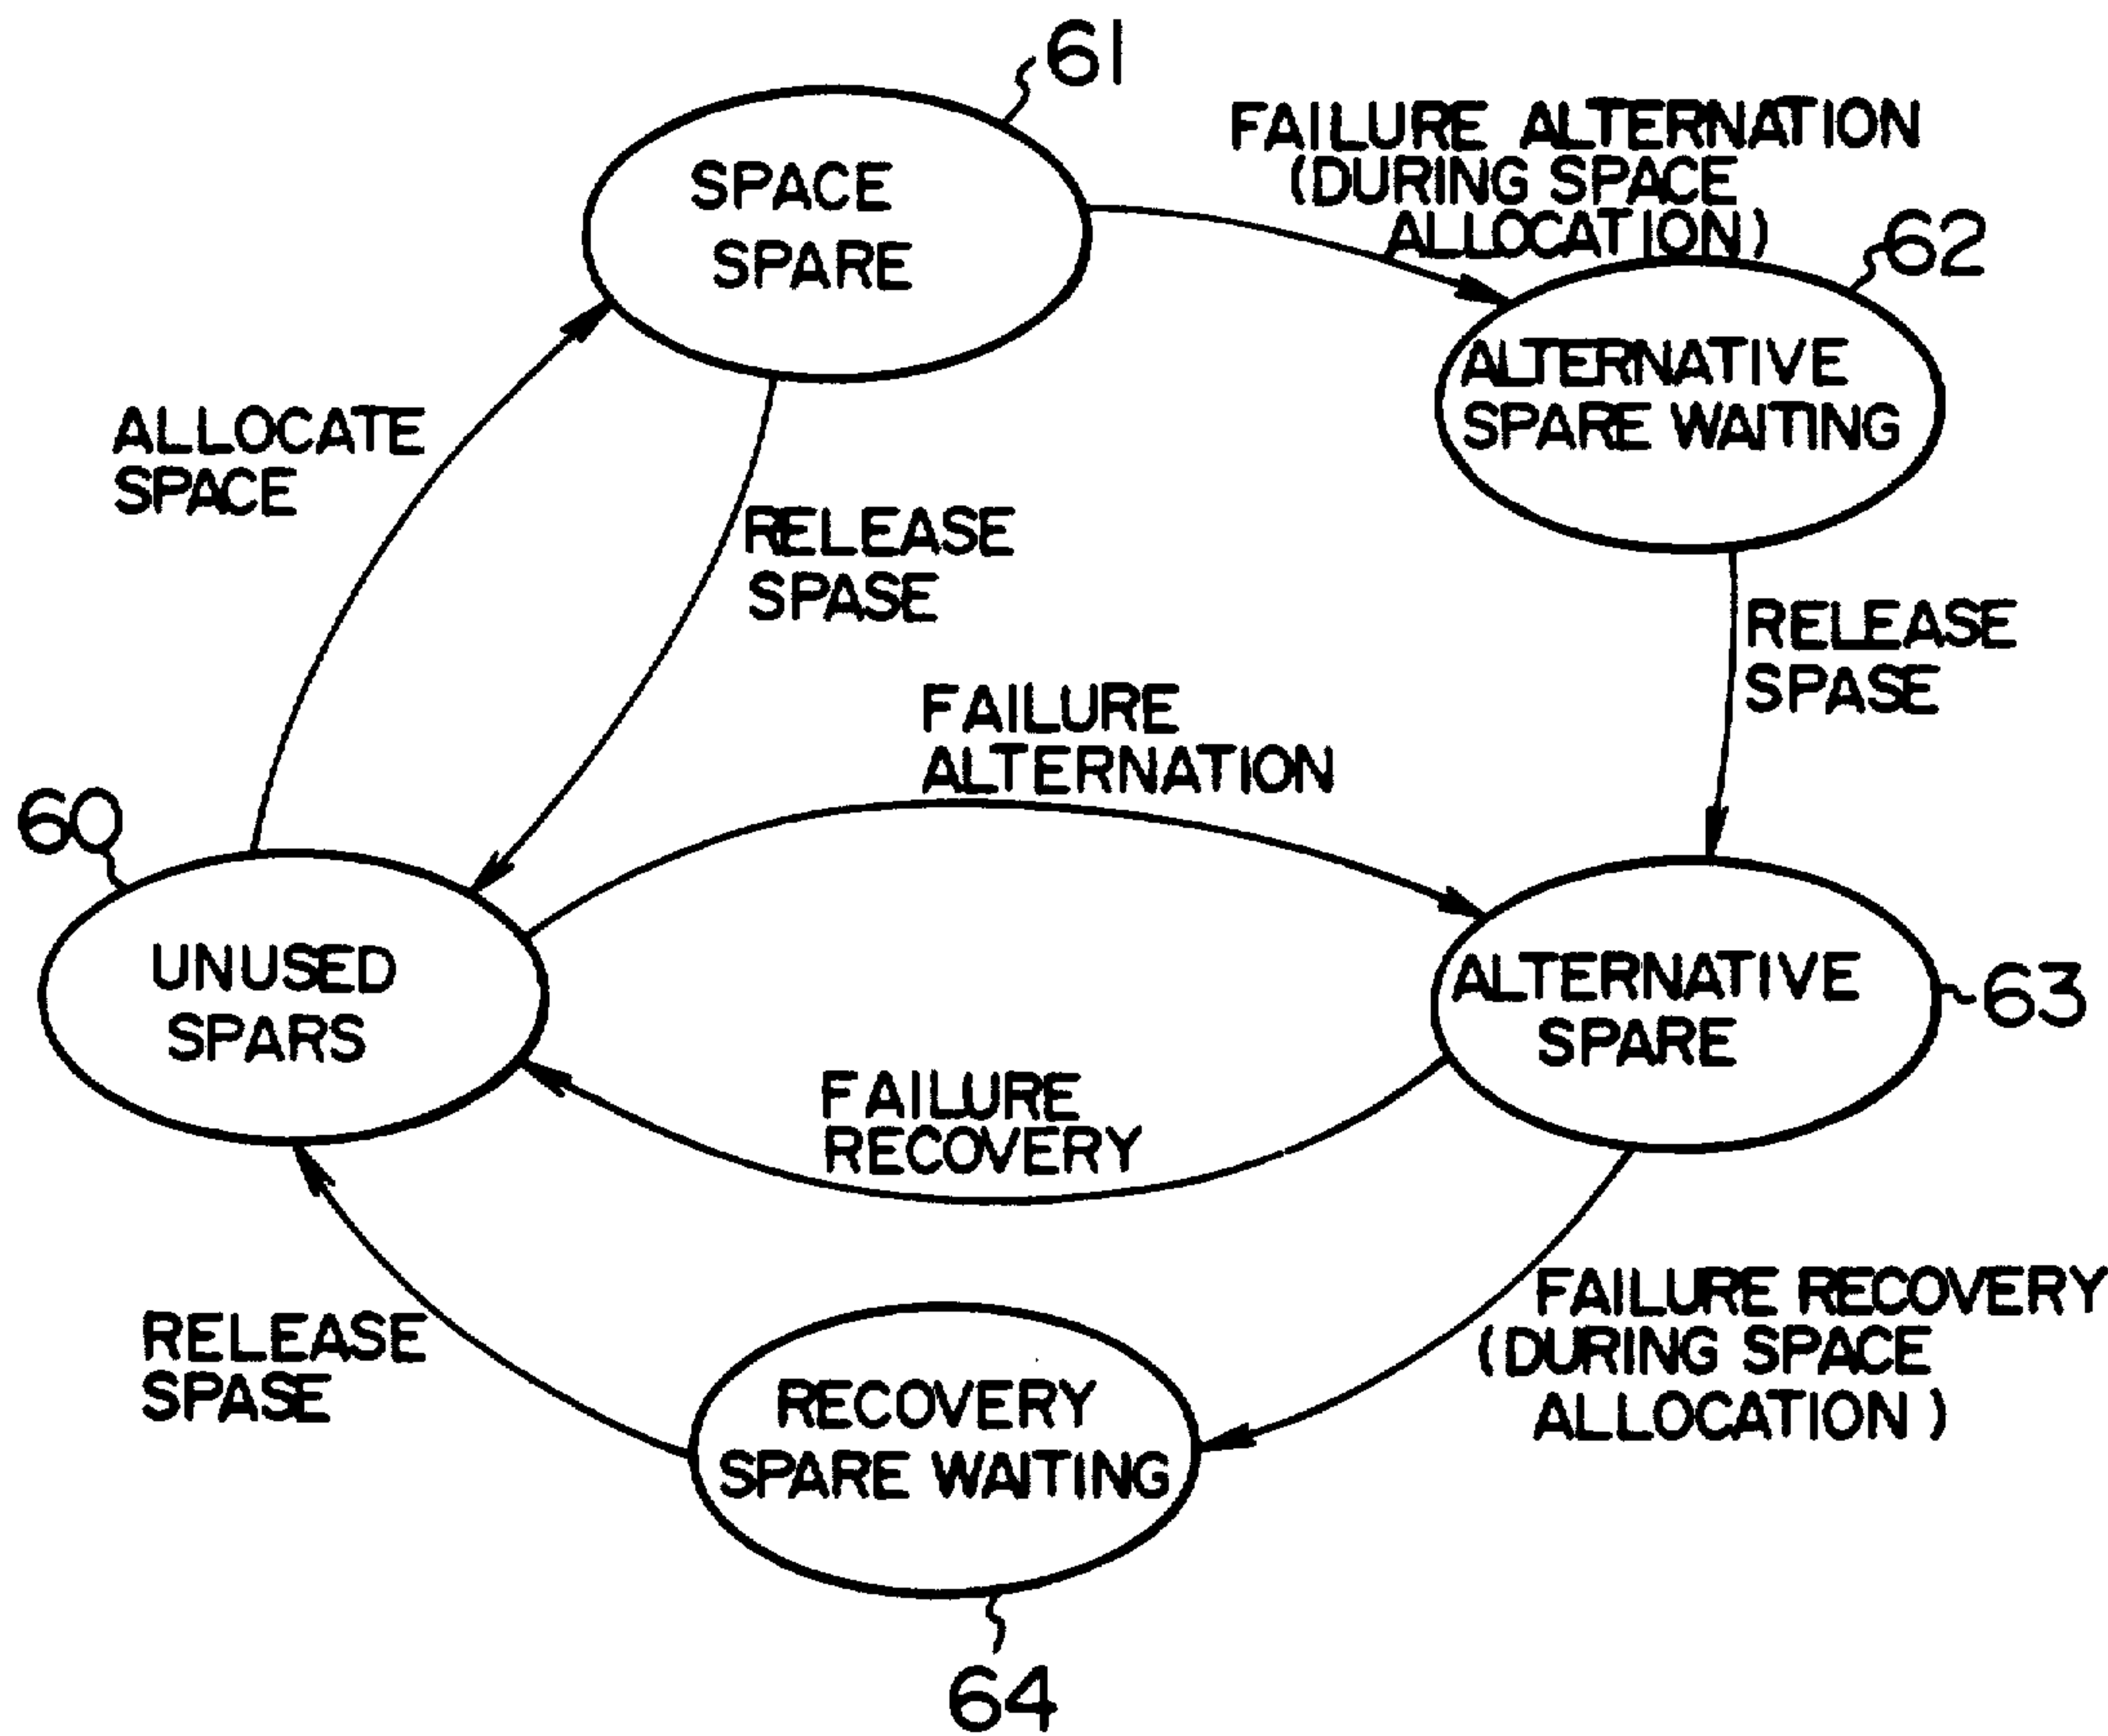 61
SPACE
SPARE
FAILURE ALTERNATION
(DURING SPACE
ALLOCATION)
62
ALTERNATIVE
SPARE WAITING
ALLOCATE
SPACE
RELEASE
SPASE
RELEASE
SPASE
FAILURE
ALTERNATION
60
UNUSED
SPARS
ALTERNATIVE
SPARE
63
FAILURE
RECOVERY
RELEASE
SPASE
FAILURE RECOVERY
(DURING SPACE
ALLOCATION)
RECOVERY
SPARE WAITING
64